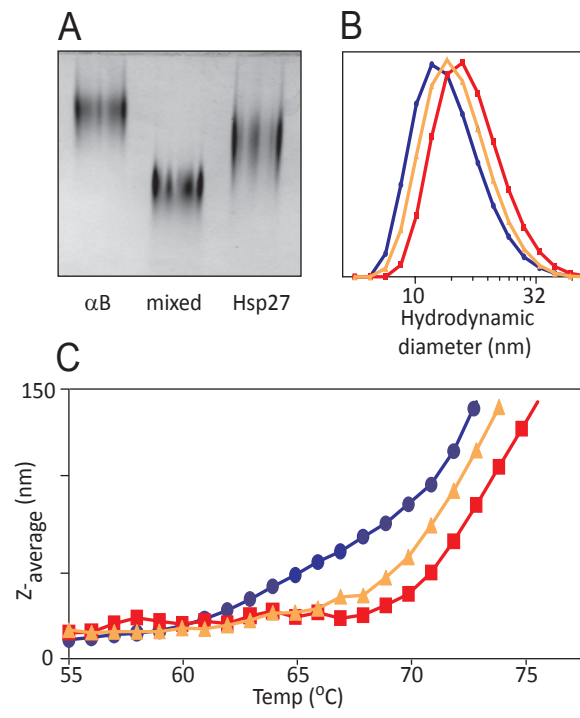 A
B
αB mixed Hsp27
10 32
Hydrodynamic
diameter (nm)
C
150
Z-average (nm)
0
55 60 65 70 75
Temp (°C)